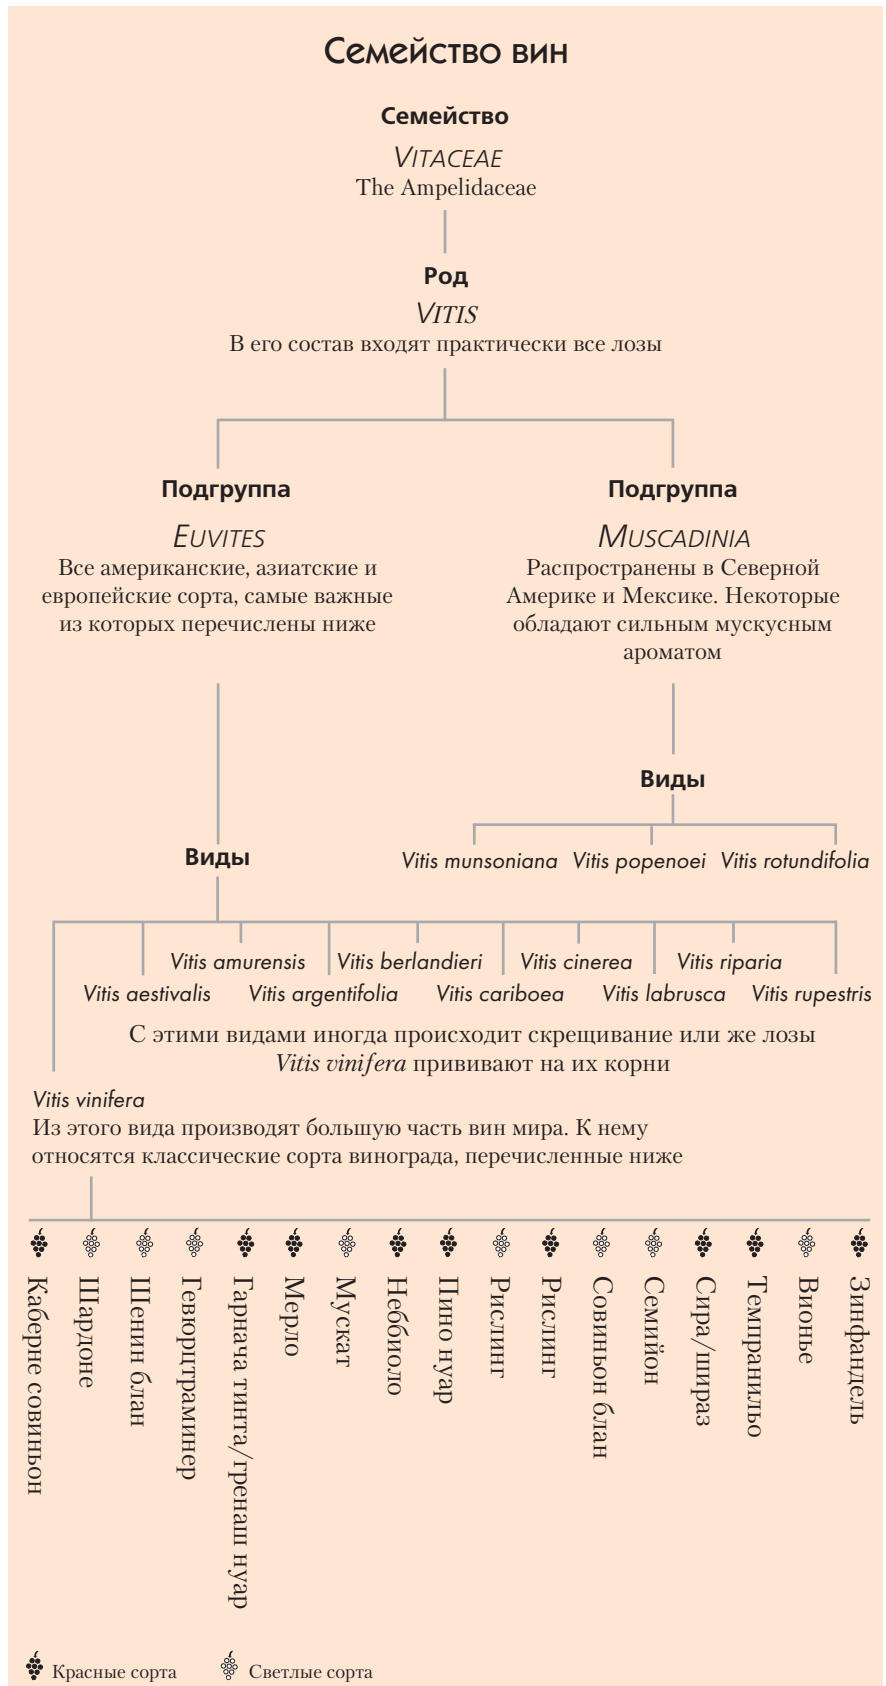 Семейство вин
Семейство
VITACEAE
The Ampelidaceae
Род
VITIS
В его состав входят практически все лозы
Подгруппа
EUVITES
Все американские, азиатские и
европейские сорта, самые важные
из которых перечислены ниже
Подгруппа
MUSCADINIA
Распространены в Северной
Америке и Мексике. Некоторые
обладают сильным мускусным
ароматом
Виды
Vitis munsoniana Vitis popenoei Vitis rotundifolia
Виды
Vitis amurensis Vitis berlandieri Vitis cinerea Vitis riparia
Vitis aestivalis Vitis argentifolia Vitis cariboea Vitis labrusca Vitis rupestris
С этими видами иногда происходит скрещивание или же лозы
Vitis vinifera прививают на их корни
Vitis vinifera
Из этого вида производят большую часть вин мира. К нему
относятся классические сорта винограда, перечисленные ниже
Каберне совиньон
Шардоне
Шенин блан
Гевюрцтраминер
Гарнача тинта/гренаш нуар
Мерло
Мускат
Неббиоло
Пино нуар
Рислинг
Рислинг
Совиньон блан
Семийон
Сира/шираз
Темпранильо
Вионье
Зинфандель
Красные сорта
Светлые сорта